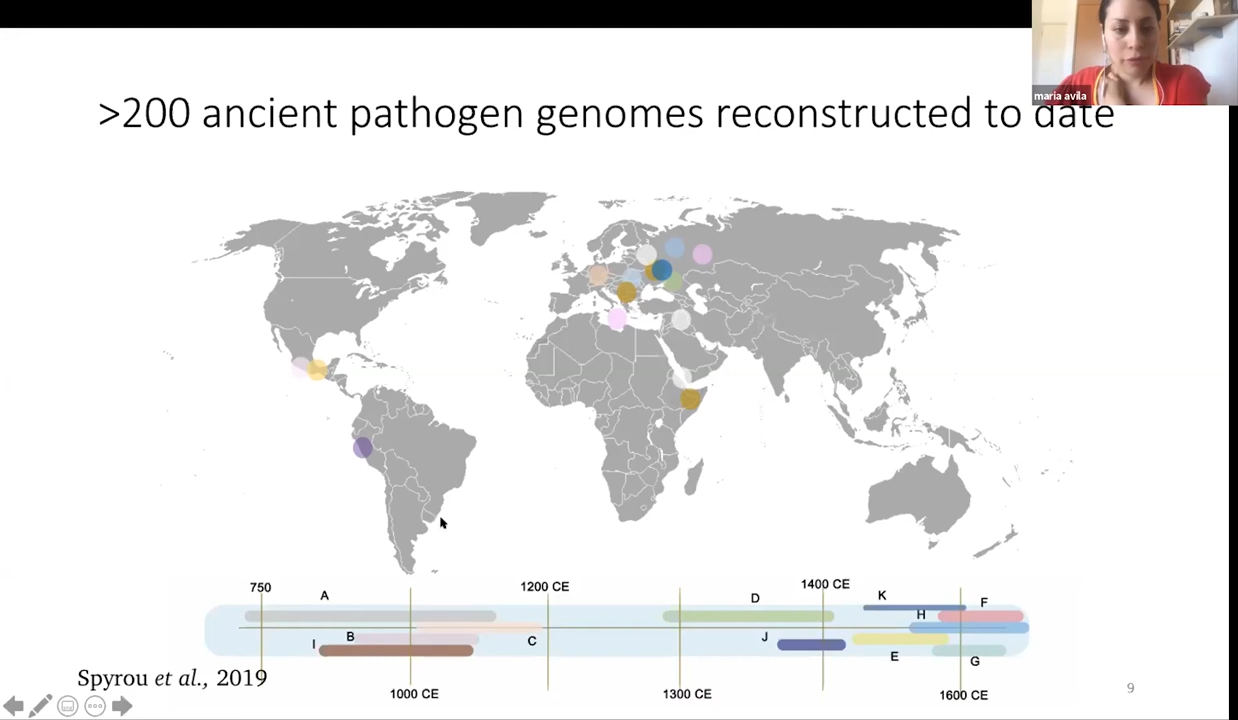 maria avila
>200 ancient pathogen genomes reconstructed to date
750
A
1200 CE
D
1400 CE
K
F
H
I
B
C
J
E
G
Spyrou et al., 2019
1000 CE
1300 CE
1600 CE
9